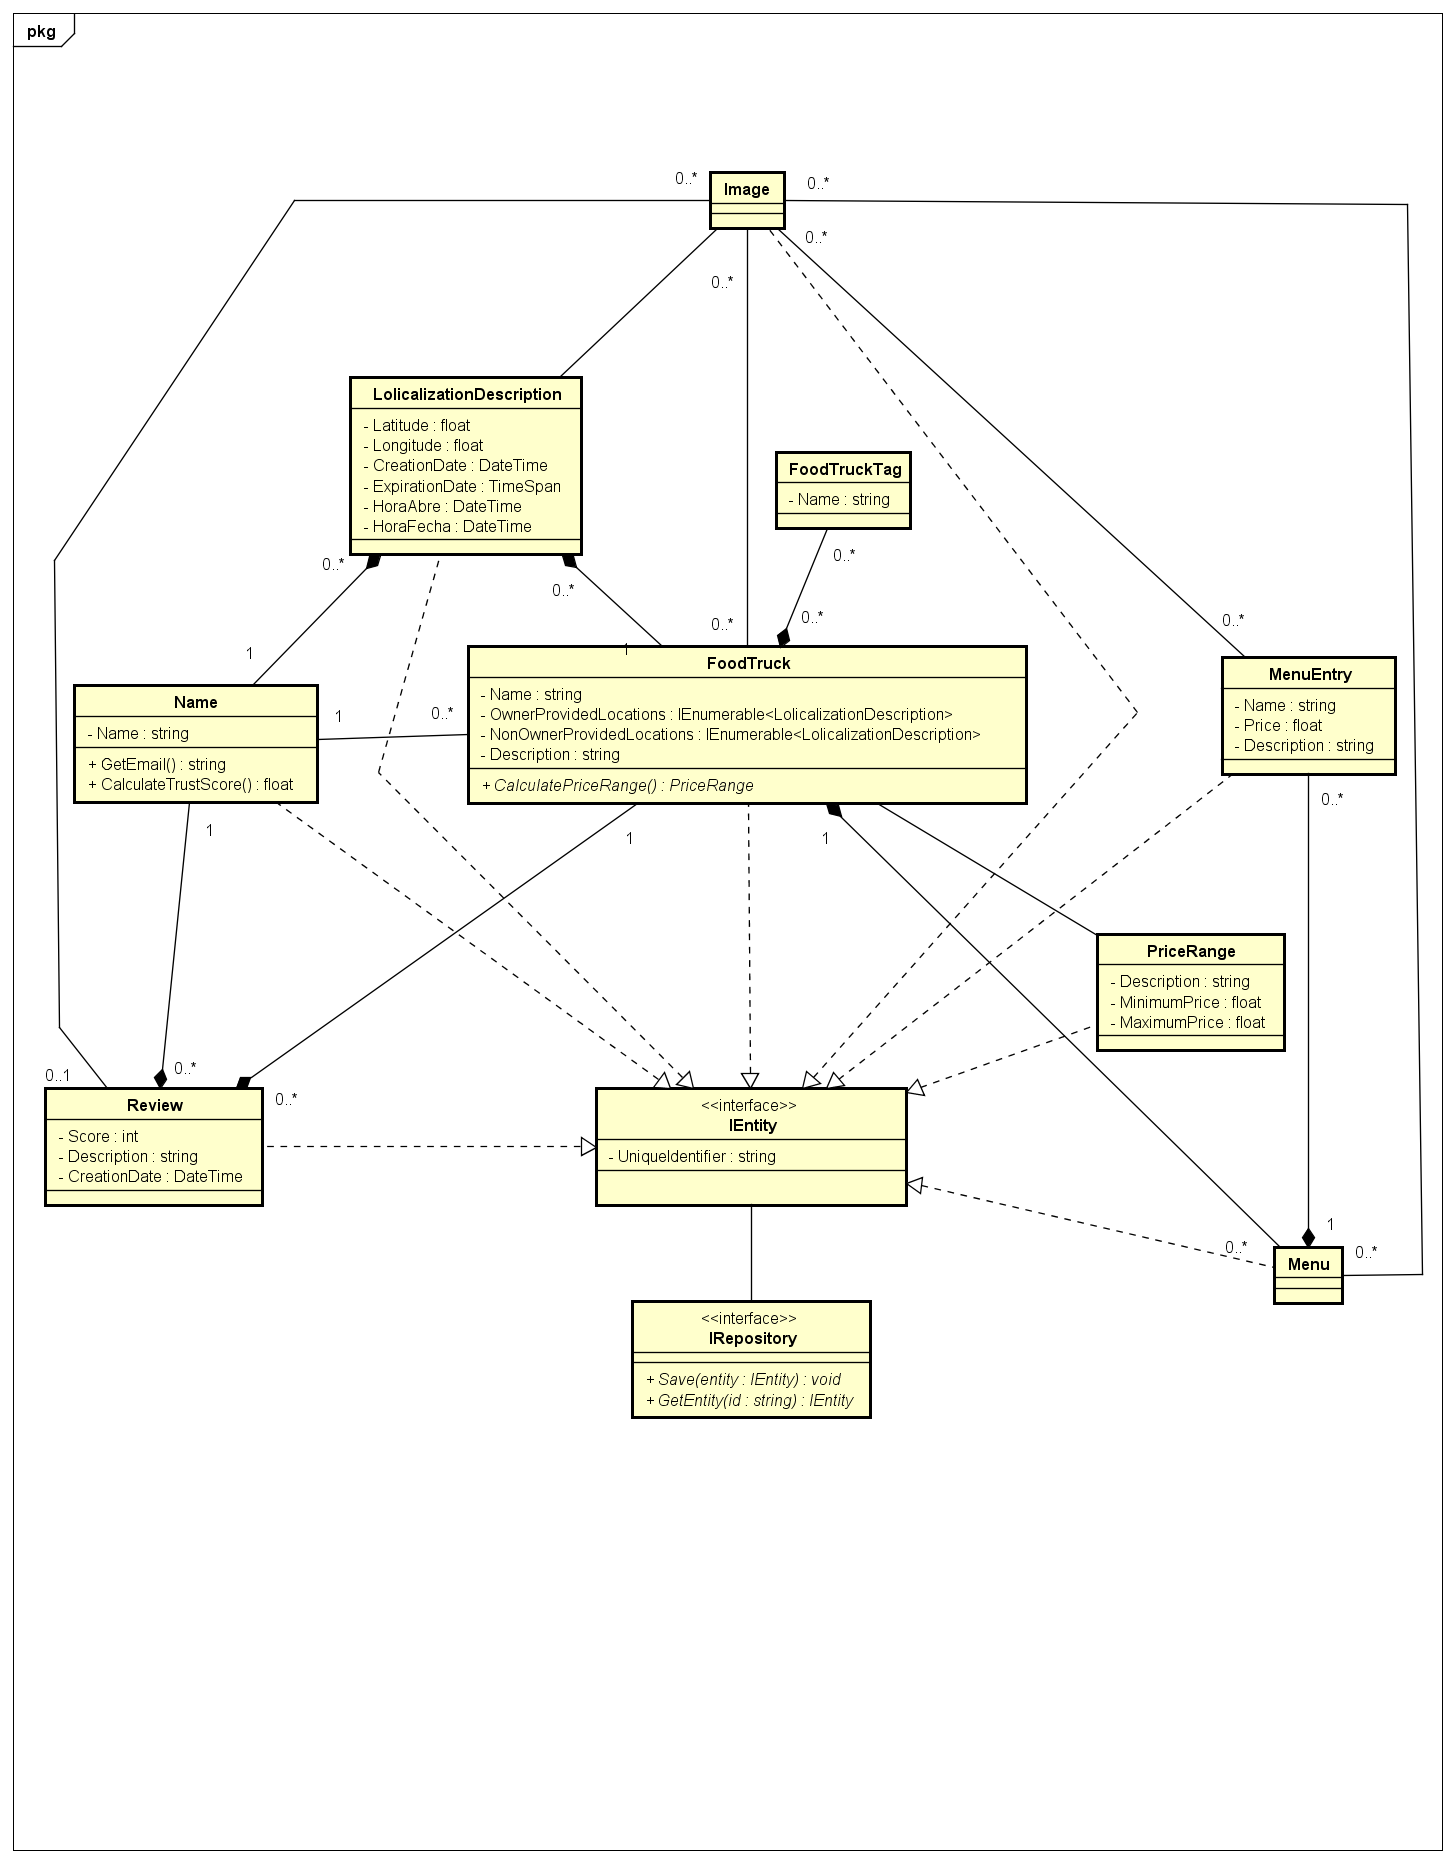 pkg
0..*
0..*
Image
0..*
0..*
LolicalizationDescription
- Latitude : float
- Longitude : float
- CreationDate : DateTime
- ExpirationDate : TimeSpan
- HoraAbre : DateTime
- HoraFecha : DateTime
FoodTruckTag
- Name : string
0..*
0..*
0..*
0..*
0..*
0..*
1
1
FoodTruck
- Name : string
- OwnerProvidedLocations : IEnumerable<LolicalizationDescription>
- NonOwnerProvidedLocations : IEnumerable<LolicalizationDescription>
- Description : string
+ CalculatePriceRange() : PriceRange
MenuEntry
- Name : string
- Price : float
- Description : string
Name
- Name : string
+ GetEmail() : string
+ CalculateTrustScore() : float
1
0..*
0..*
1
1
1
PriceRange
- Description : string
- MinimumPrice : float
- MaximumPrice : float
0..1
0..*
0..*
Review
- Score : int
- Description : string
- CreationDate : DateTime
<<interface>>
IEntity
- UniqueIdentifier : string
1
0..*
0..*
Menu
<<interface>>
IRepository
+ Save(entity : IEntity) : void
+ GetEntity(id : string) : IEntity